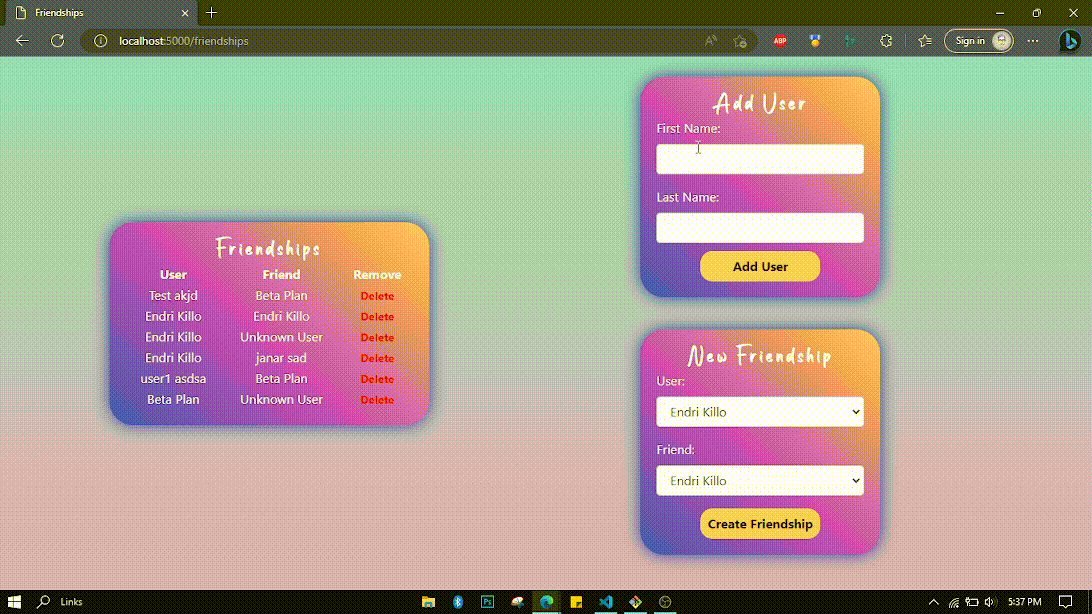 Friendships
localhost:5000/friendships
ABP
Sign in
Add User
First Name:
Last Name:
Add User
Friendships
User Friend Remove
Test akjd Beta Plan Delete
Endri Killo Endri Killo Delete
Endri Killo Unknown User Delete
Endri Killo janar sad Delete
user1 asdsa Beta Plan Delete
Beta Plan Unknown User Delete
New Friendship
User:
Endri Killo
Friend:
Endri Killo
Create Friendship
Links
Ps
5:37 PM